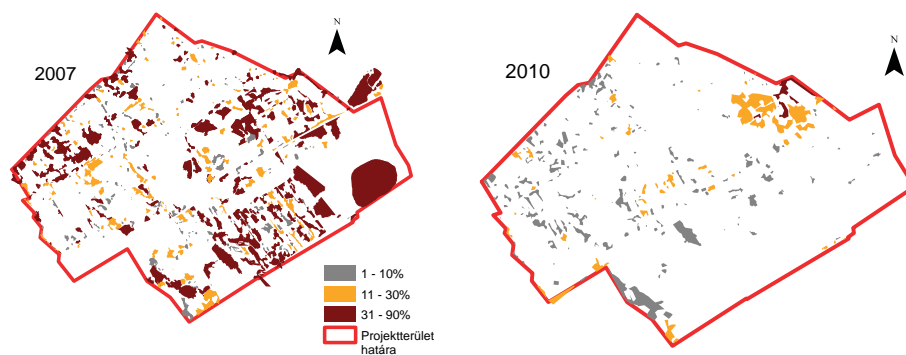 N
2007
N
2010
1 - 10%
11 - 30%
31 - 90%
Projektterület
határa